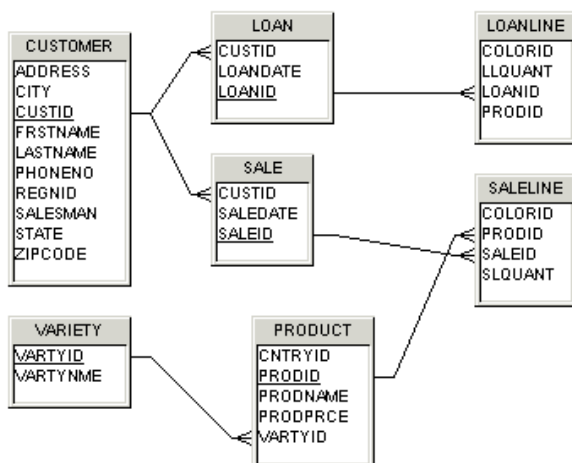 CUSTOMER
ADDRESS
CITY
CUSTID
FRSTNAME
LASTNAME
PHONENO
REGNID
SALESMAN
STATE
ZIPCODE
LOAN
CUSTID
LOANDATE
LOANID
LOANLINE
COLORID
LLQUANT
LOANID
PRODID
SALE
CUSTID
SALEDATE
SALEID
SALELINE
COLORID
PRODID
SALEID
SLQUANT
VARIETY
VARTYID
VARTYNME
PRODUCT
CNTRYID
PRODID
PRODNAME
PRODPRCE
VARTYID